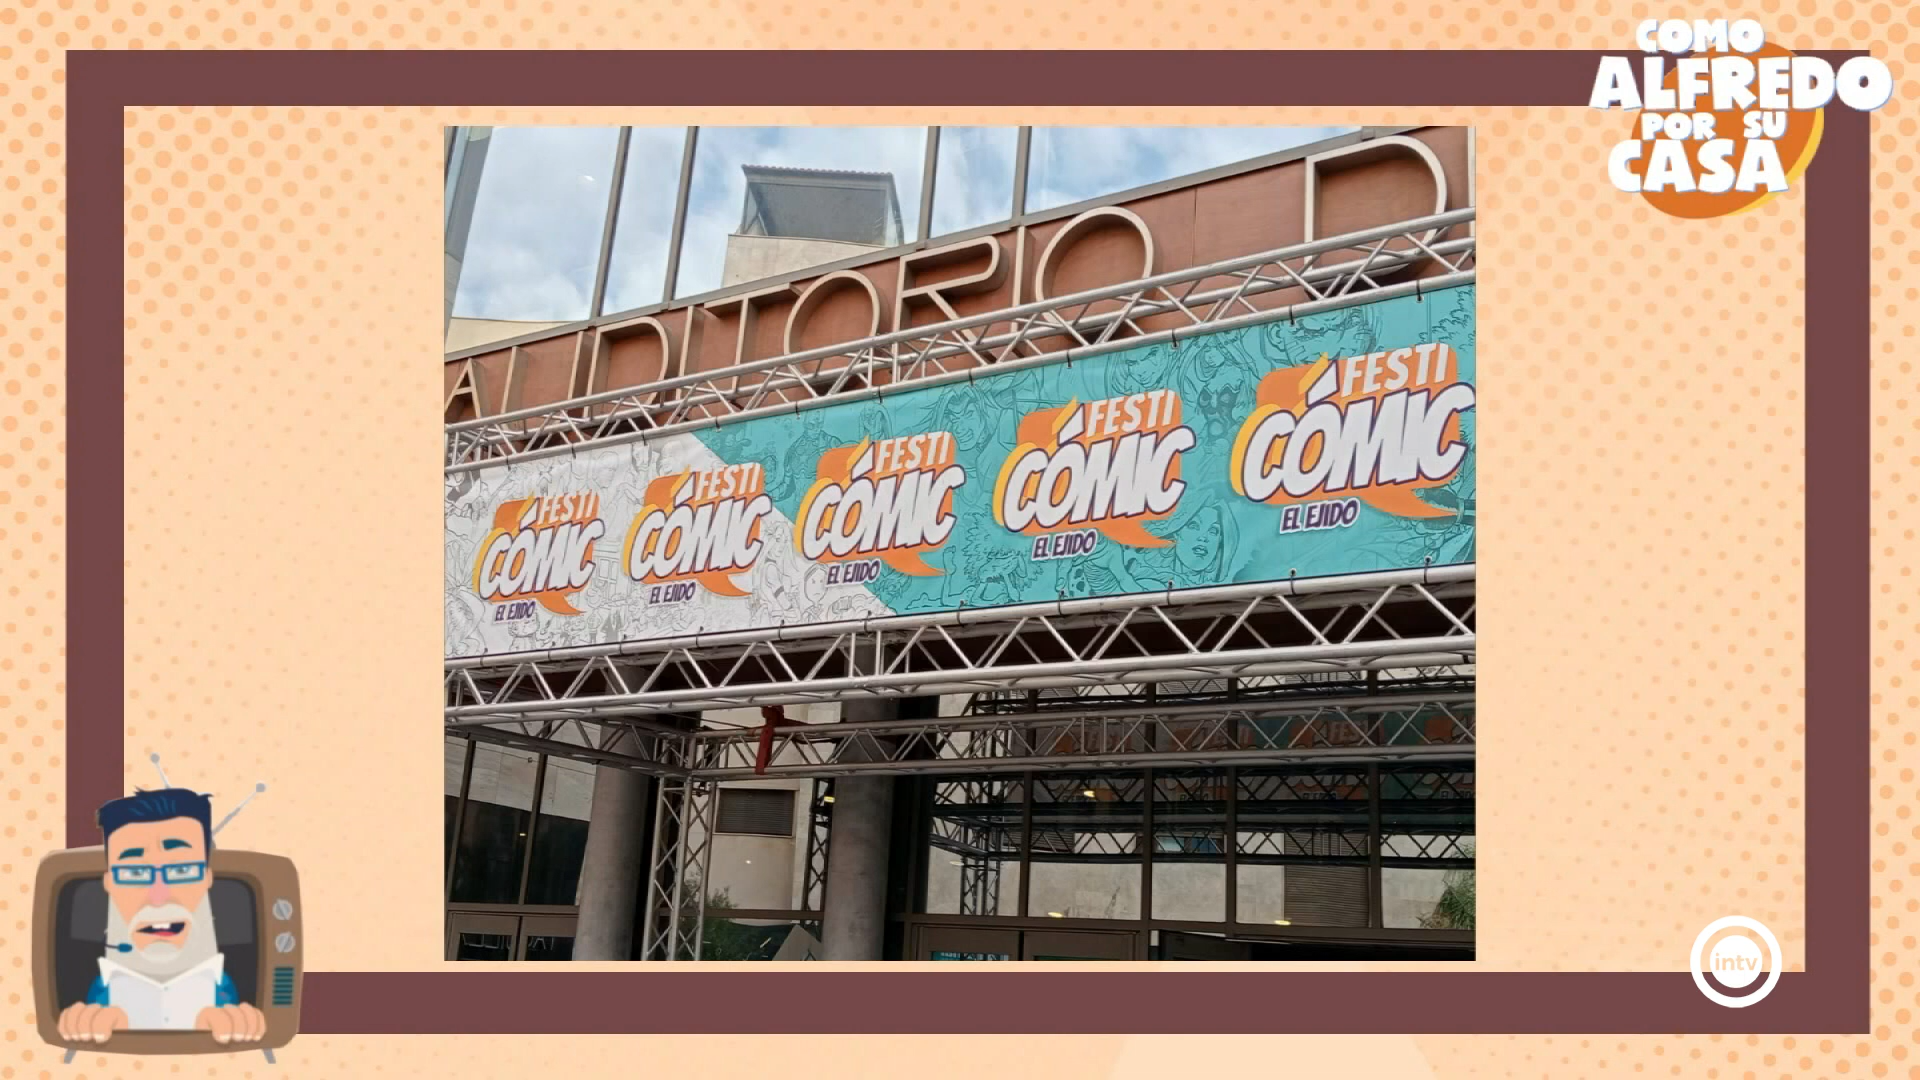 COMO
ALFREDO
POR SU
CASA
AUDITORIO D
FESTI
CÓMIC
EL EJIDO
FESTI
CÓMIC
EL EJIDO
FESTI
CÓMIC
EL EJIDO
FESTI
CÓMIC
EL EJIDO
FESTI
CÓMIC
EL EJIDO
intv